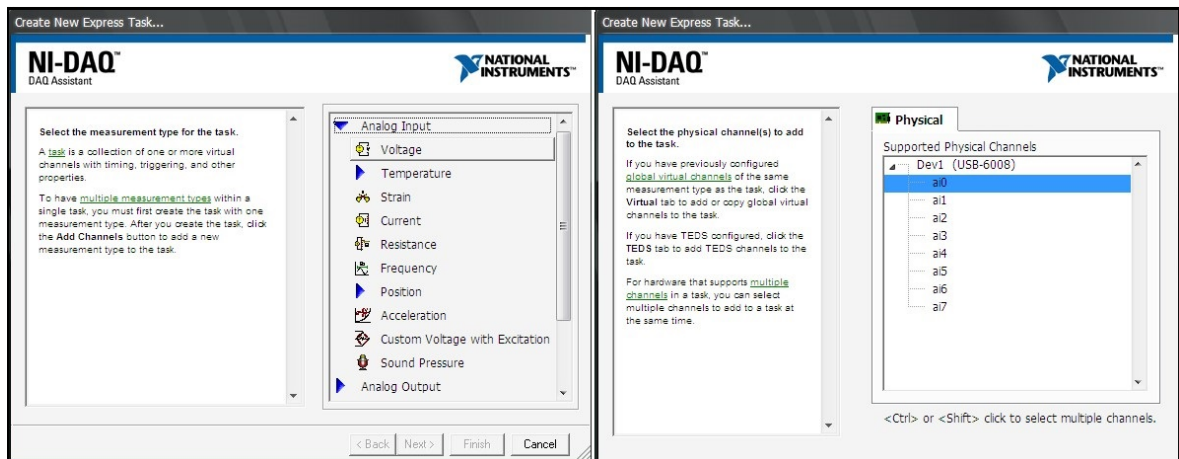 Create New Express Task...
NI-DAQ™
DAQ Assistant
NATIONAL
INSTRUMENTS™
Select the measurement type for the task.
A task is a collection of one or more virtual
channels with timing, triggering, and other
properties.
To have multiple measurement types within a
single task, you must first create the task with one
measurement type. After you create the task, click
the Add Channels button to add a new
measurement type to the task.
Analog Input
Voltage
Temperature
Strain
Current
Resistance
Frequency
Position
Acceleration
Custom Voltage with Excitation
Sound Pressure
Analog Output
< Back
Next >
Finish
Cancel
Create New Express Task...
NI-DAQ™
DAQ Assistant
NATIONAL
INSTRUMENTS™
Select the physical channel(s) to add
to the task.
If you have previously configured
global virtual channels of the same
measurement type as the task, click the
Virtual tab to add or copy global virtual
channels to the task.
If you have TEDS configured, click the
TEDS tab to add TEDS channels to the
task.
For hardware that supports multiple
channels in a task, you can select
multiple channels to add to a task at
the same time.
Physical
Supported Physical Channels
Dev1 (USB-6008)
ai0
ai1
ai2
ai3
ai4
ai5
ai6
ai7
<Ctrl> or <Shift> click to select multiple channels.